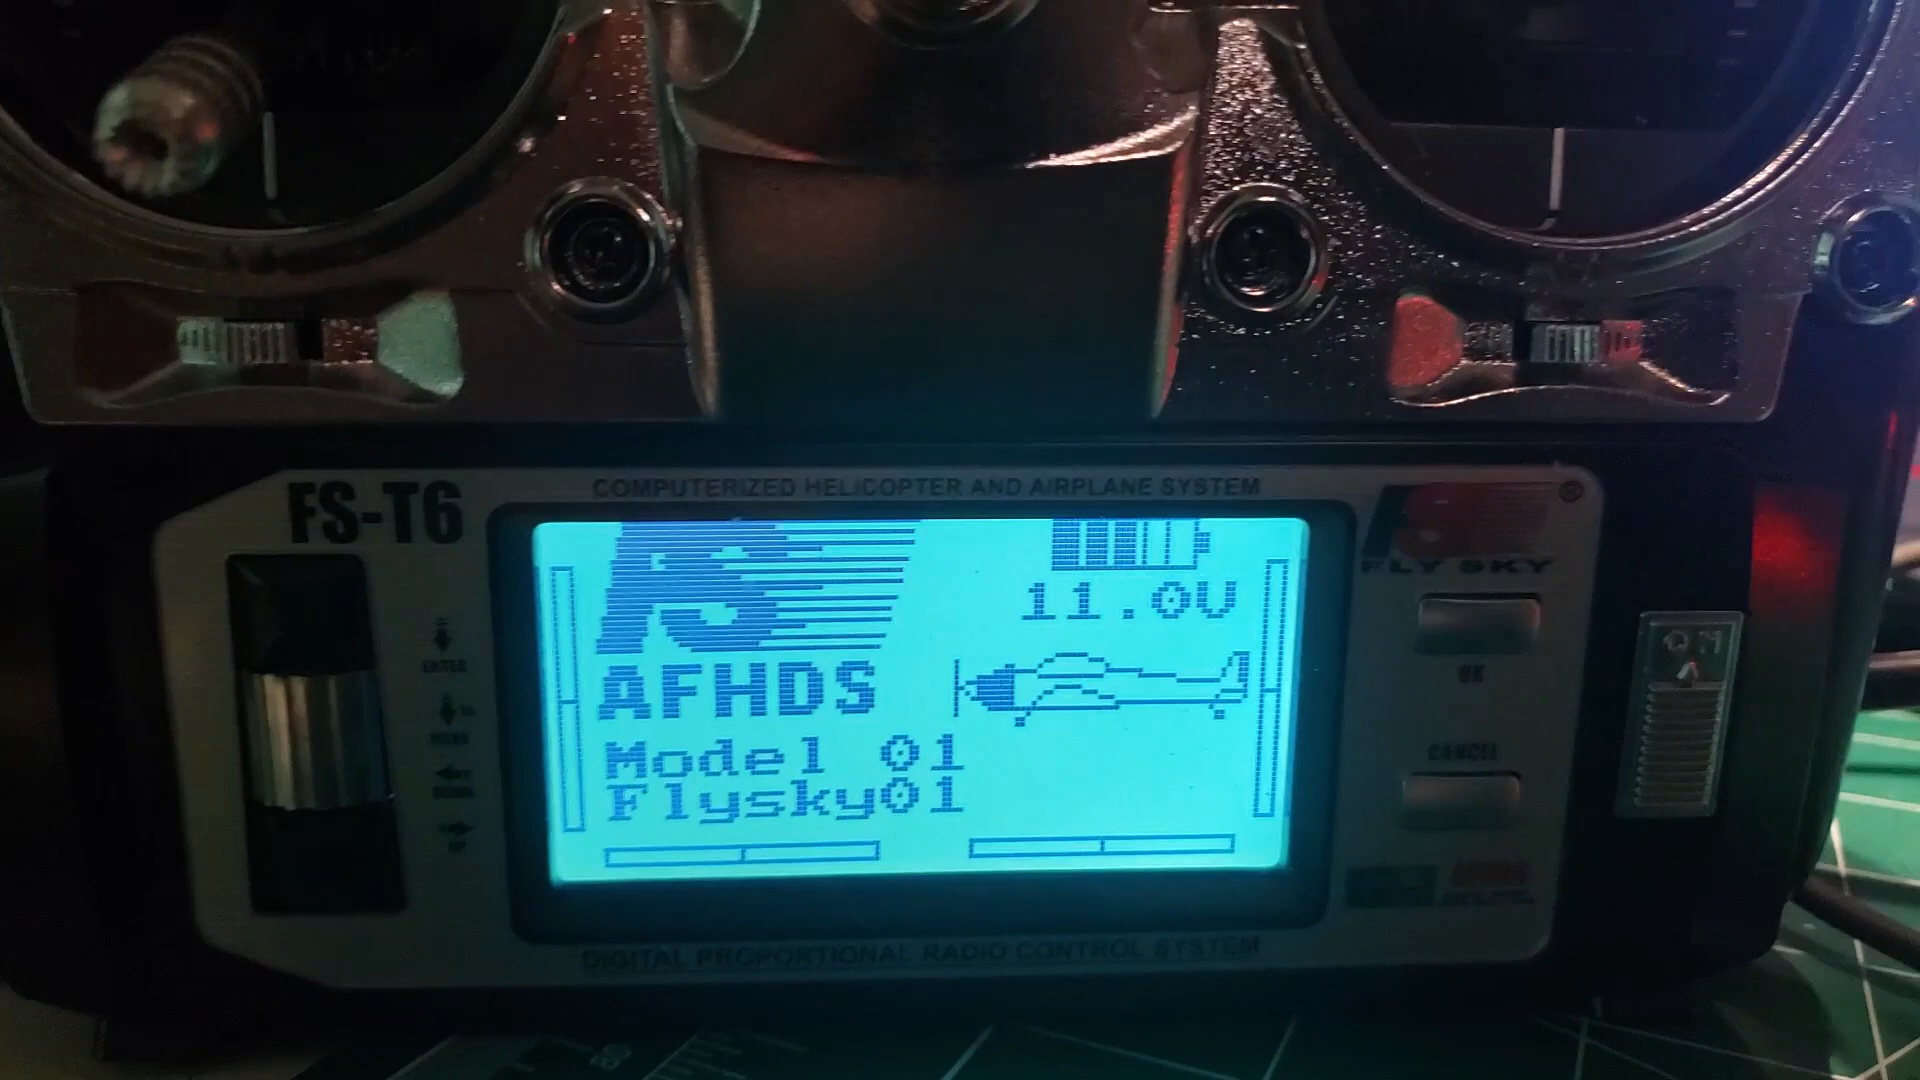 FS-T6
COMPUTERIZED HELICOPTER AND AIRPLANE SYSTEM
FS
FLY SKY
11.0V
AFHDS
Model 01
Flysky01
ENTER
MENU
OK
CANCEL
ON
DIGITAL PROPORTIONAL RADIO CONTROL SYSTEM